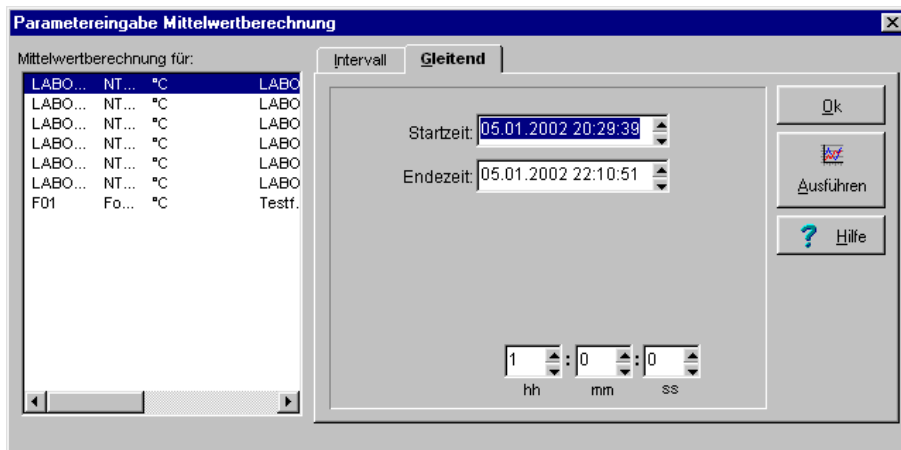 Parametereingabe Mittelwertberechnung
Mittelwertberechnung für:
LABO... NT... °C LABO
LABO... NT... °C LABO
LABO... NT... °C LABO
LABO... NT... °C LABO
LABO... NT... °C LABO
LABO... NT... °C LABO
F01 Fo... °C Testf.
Intervall Gleitend
Startzeit: 05.01.2002 20:29:39
Endezeit: 05.01.2002 22:10:51
1 : 0 : 0
hh mm ss
Ok
Ausführen
? Hilfe